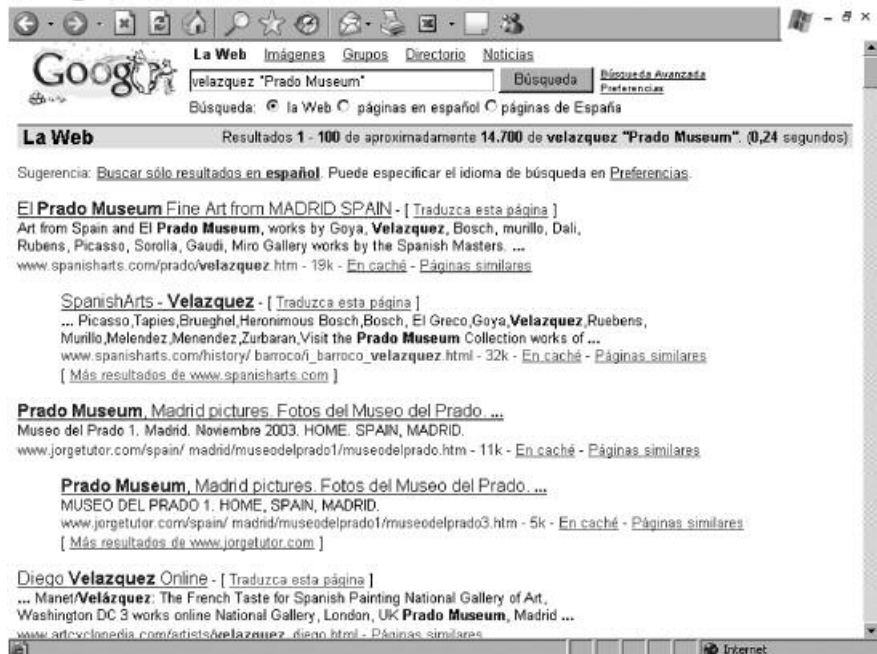 La Web Imágenes Grupos Directorio Noticias
Google
velazquez "Prado Museum" Búsqueda Búsqueda Avanzada
Preferencias
Búsqueda: la Web páginas en español páginas de España
La Web Resultados 1 - 100 de aproximadamente 14.700 de velazquez "Prado Museum". (0,24 segundos)
Sugerencia: Buscar sólo resultados en español. Puede especificar el idioma de búsqueda en Preferencias.
El Prado Museum Fine Art from MADRID SPAIN - [ Traduzca esta página ]
Art from Spain and El Prado Museum, works by Goya, Velazquez, Bosch, murillo, Dali,
Rubens, Picasso, Sorolla, Gaudi, Miro Gallery works by the Spanish Masters. ...
www.spanisharts.com/prado/velazquez.htm - 19k - En caché - Páginas similares
SpanishArts - Velazquez - [ Traduzca esta página ]
... Picasso,Tapies,Brueghel,Heronimous Bosch,Bosch, El Greco,Goya,Velazquez,Ruebens,
Murillo,Melendez,Menendez,Zurbaran,Visit the Prado Museum Collection works of ...
www.spanisharts.com/history/ barroco/i_barroco_velazquez.html - 32k - En caché - Páginas similares
[ Más resultados de www.spanisharts.com ]
Prado Museum, Madrid pictures. Fotos del Museo del Prado. ...
Museo del Prado 1. Madrid. Noviembre 2003. HOME. SPAIN, MADRID.
www.jorgetutor.com/spain/ madrid/museodelprado1/museodelprado.htm - 11k - En caché - Páginas similares
Prado Museum, Madrid pictures. Fotos del Museo del Prado. ...
MUSEO DEL PRADO 1. HOME, SPAIN, MADRID.
www.jorgetutor.com/spain/ madrid/museodelprado1/museodelprado3.htm - 5k - En caché - Páginas similares
[ Más resultados de www.jorgetutor.com ]
Diego Velazquez Online - [ Traduzca esta página ]
... Manet/Velázquez: The French Taste for Spanish Painting National Gallery of Art,
Washington DC 3 works online National Gallery, London, UK Prado Museum, Madrid ...
www.artcyclopedia.com/artists/velazquez_diego.html - Páginas similares
Internet